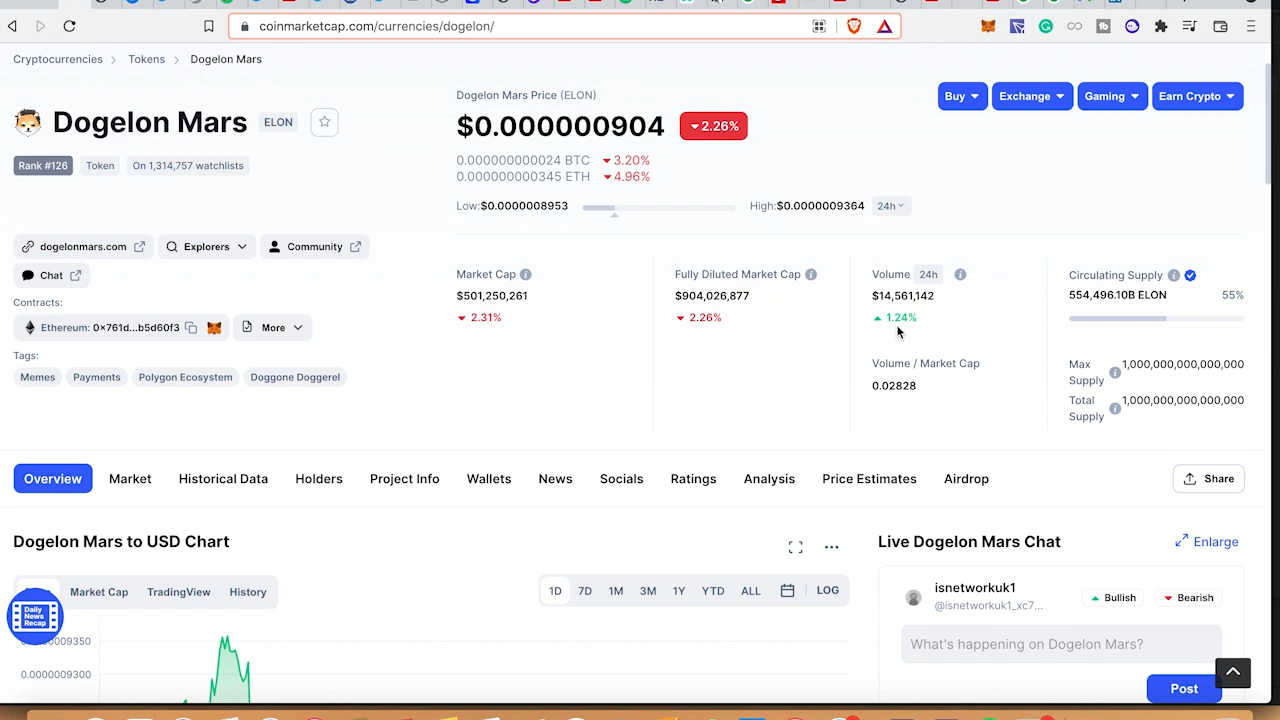 coinmarketcap.com/currencies/dogelon/
Cryptocurrencies > Tokens > Dogelon Mars
Dogelon Mars ELON
Rank #126 Token On 1,314,757 watchlists
dogelonmars.com Explorers Community
Chat
Contracts:
Ethereum: 0x761d...b5d60f3 More
Tags:
Memes Payments Polygon Ecosystem Doggone Doggerel
Dogelon Mars Price (ELON)
$0.000000904 2.26%
0.000000000024 BTC 3.20%
0.000000000345 ETH 4.96%
Low:$0.0000008953 High:$0.0000009364 24h
Buy Exchange Gaming Earn Crypto
Market Cap
$501,250,261
2.31%
Fully Diluted Market Cap
$904,026,877
2.26%
Volume 24h
$14,561,142
1.24%
Volume / Market Cap
0.02828
Circulating Supply
554,496.10B ELON 55%
Max Supply 1,000,000,000,000,000
Total Supply 1,000,000,000,000,000
Overview Market Historical Data Holders Project Info Wallets News Socials Ratings Analysis Price Estimates Airdrop Share
Dogelon Mars to USD Chart
Market Cap TradingView History
1D 7D 1M 3M 1Y YTD ALL LOG
Daily
News
Recap
0.0000009300
Live Dogelon Mars Chat Enlarge
isnetworkuk1
@isnetworkuk1_xc7...
Bullish Bearish
What's happening on Dogelon Mars?
Post